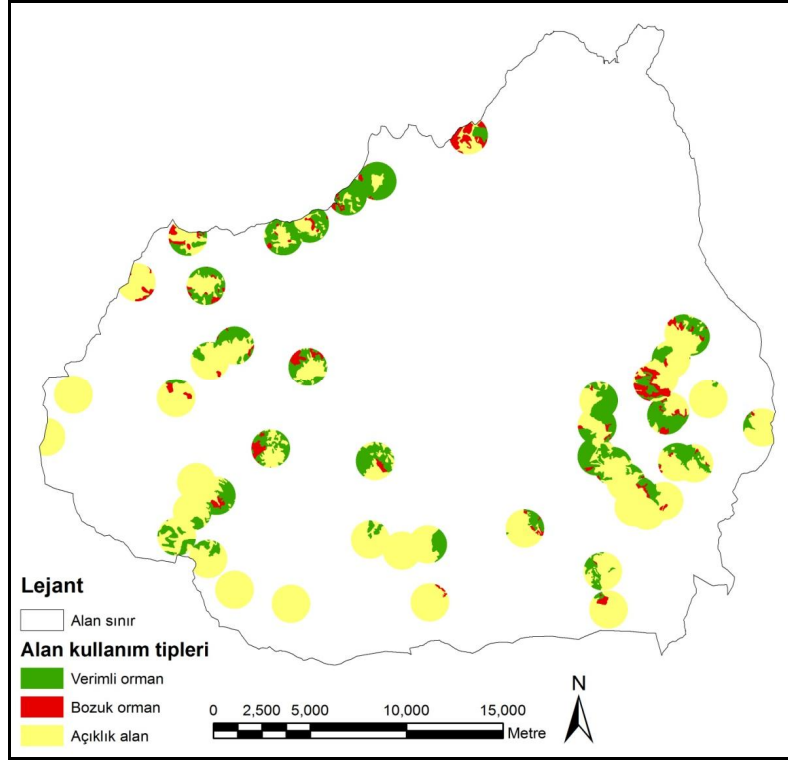 Lejant
Alan sınır
Alan kullanım tipleri
Verimli orman
Bozuk orman
Açıklık alan
0 2,500 5,000 10,000 15,000
Metre
N